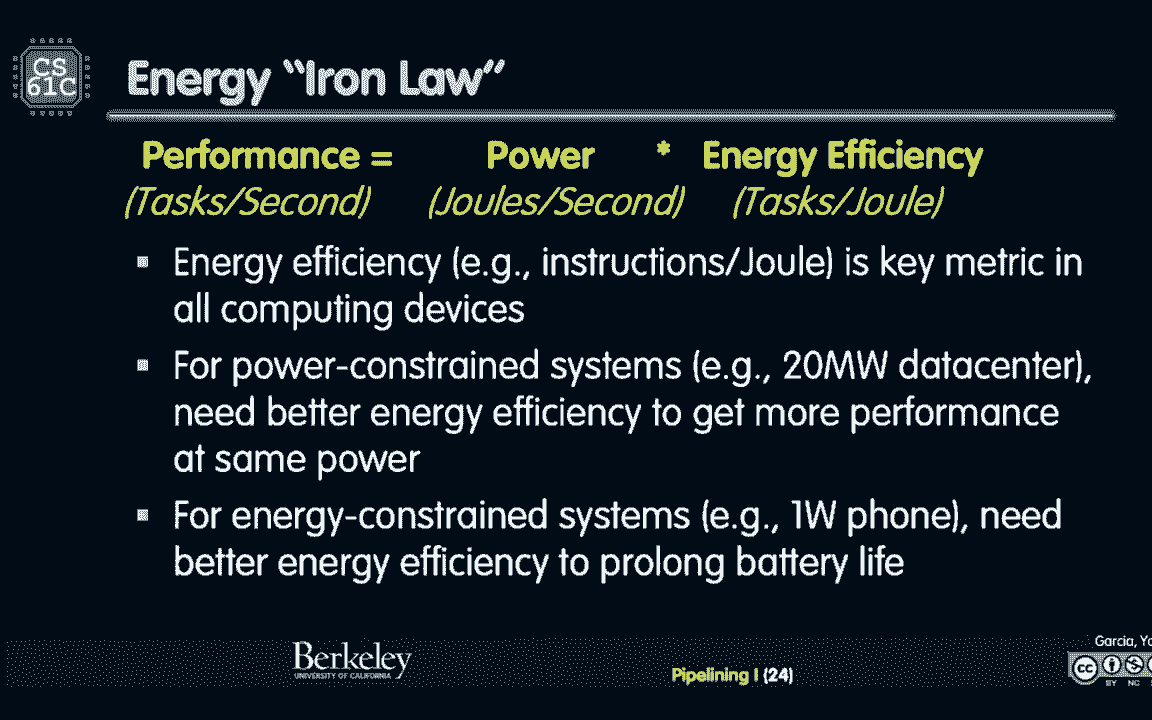 CS
61C
Energy “Iron Law”
Performance = Power * Energy Efficiency
(Tasks/Second) (Joules/Second) (Tasks/Joule)
▪ Energy efficiency (e.g., instructions/Joule) is key metric in
all computing devices
▪ For power-constrained systems (e.g., 20MW datacenter),
need better energy efficiency to get more performance
at same power
▪ For energy-constrained systems (e.g., 1W phone), need
better energy efficiency to prolong battery life
Berkeley
UNIVERSITY OF CALIFORNIA
Pipelining I (24)
Garcia,
cc
BY NC